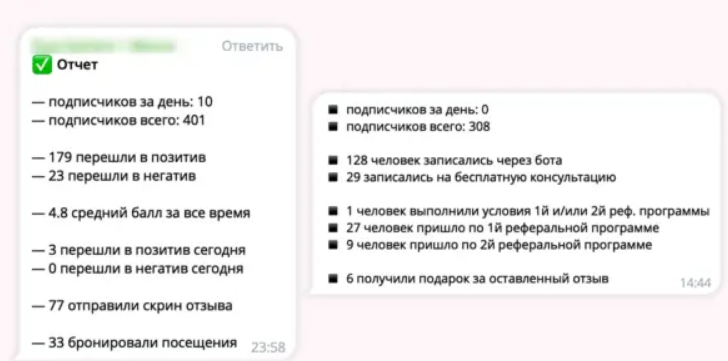 Ответить
✅ Отчет
— подписчиков за день: 10
— подписчиков всего: 401
— 179 перешли в позитив
— 23 перешли в негатив
— 4.8 средний балл за все время
— 3 перешли в позитив сегодня
— 0 перешли в негатив сегодня
— 77 отправили скрин отзыва
— 33 бронировали посещения 23:58
▪ подписчиков за день: 0
▪ подписчиков всего: 308
▪ 128 человек записались через бота
▪ 29 записались на бесплатную консультацию
▪ 1 человек выполнили условия 1й и/или 2й реф. программы
▪ 27 человек пришло по 1й реферальной программе
▪ 9 человек пришло по 2й реферальной программе
▪ 6 получили подарок за оставленный отзыв
14:44